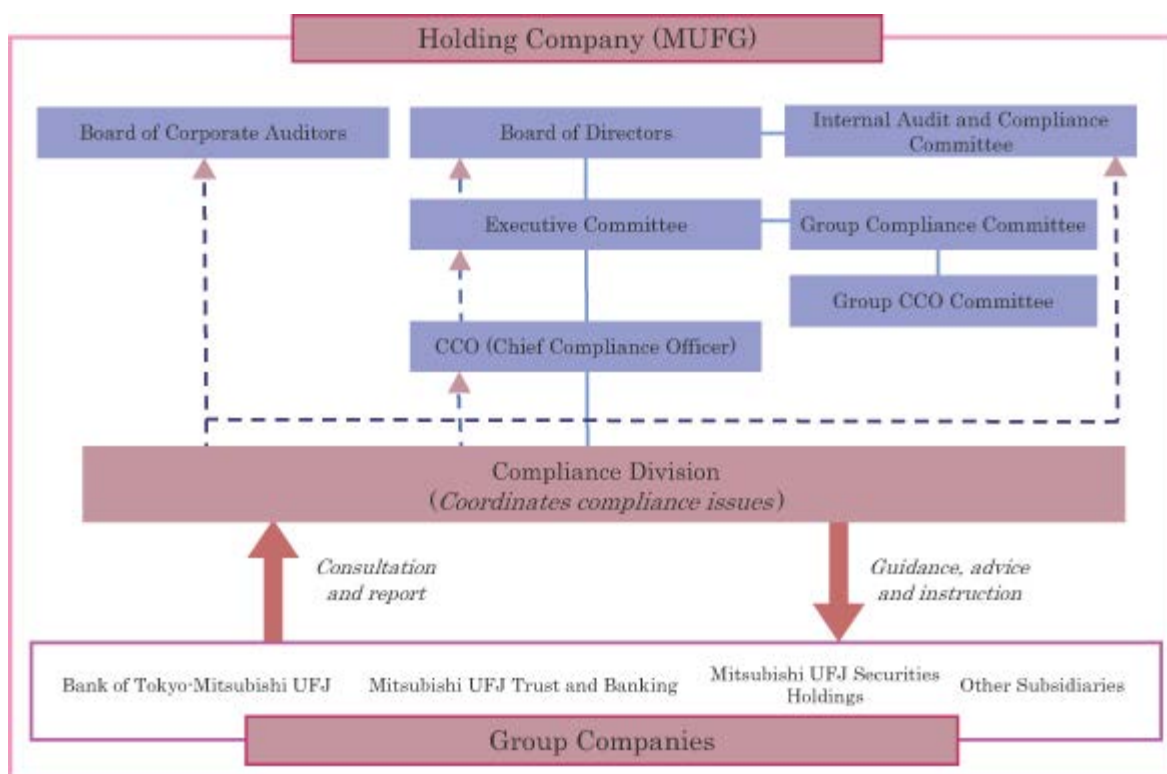 Holding Company (MUFG)
Board of Corporate Auditors
Board of Directors
Internal Audit and Compliance
Committee
Executive Committee
Group Compliance Committee
Group CCO Committee
CCO (Chief Compliance Officer)
Compliance Division
(Coordinates compliance issues)
Consultation
and report
Guidance, advice
and instruction
Bank of Tokyo-Mitsubishi UFJ
Mitsubishi UFJ Trust and Banking
Mitsubishi UFJ Securities
Holdings
Other Subsidiaries
Group Companies